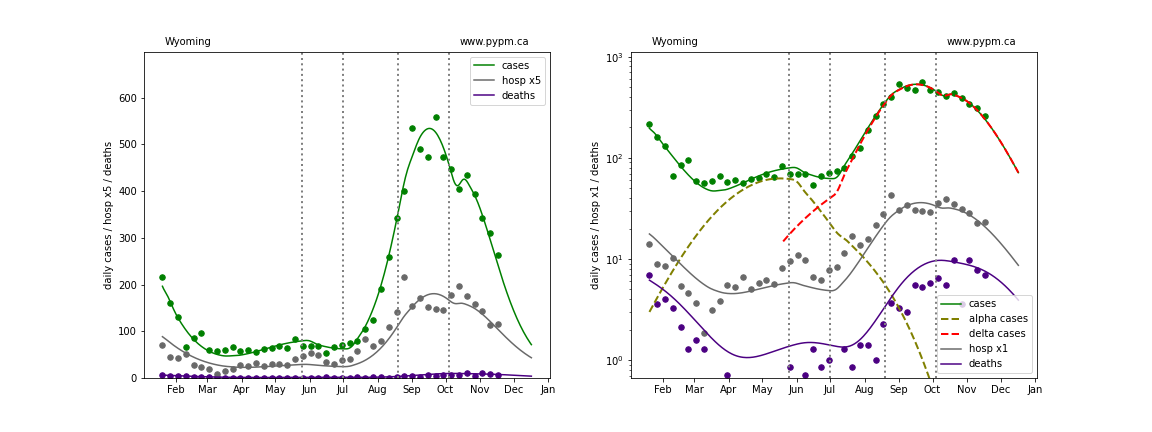 Wyoming
www.pypm.ca
daily cases / hosp x5 / deaths
600
500
400
300
200
100
0
cases
hosp x5
deaths
Feb Mar Apr May Jun Jul Aug Sep Oct Nov Dec Jan
Wyoming
www.pypm.ca
daily cases / hosp x1 / deaths
10³
10²
10¹
10⁰
cases
alpha cases
delta cases
hosp x1
deaths
Feb Mar Apr May Jun Jul Aug Sep Oct Nov Dec Jan